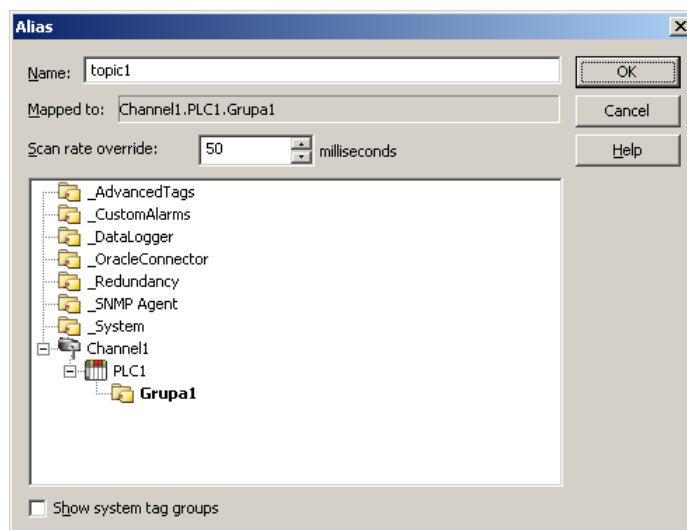 Alias
Name: topic1
OK
Mapped to: Channel1.PLC1.Grupa1
Cancel
Scan rate override: 50 milliseconds
Help
_AdvancedTags
_CustomAlarms
_DataLogger
_OracleConnector
_Redundancy
_SNMP Agent
_System
Channel1
PLC1
Grupa1
Show system tag groups